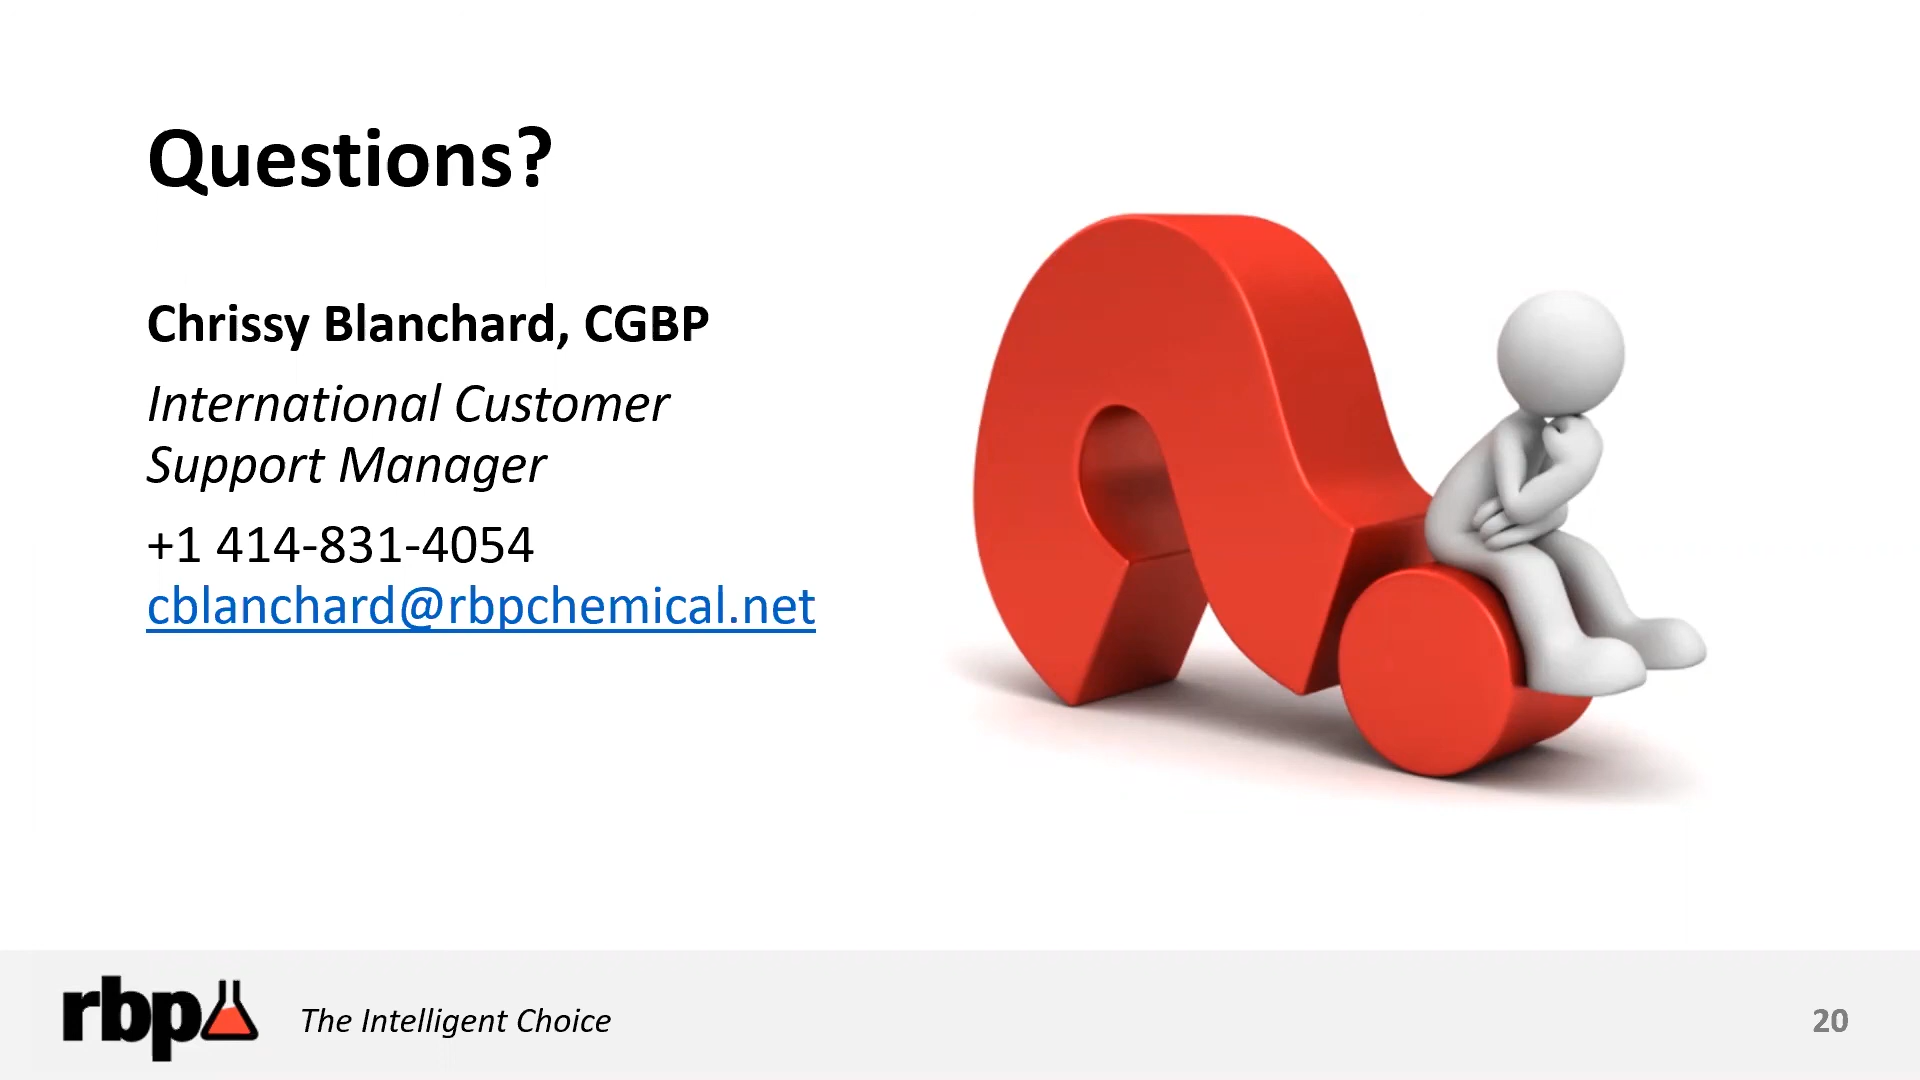 Questions?
Chrissy Blanchard, CGBP
International Customer
Support Manager
+1 414-831-4054
cblanchard@rbpchemical.net
rbp
The Intelligent Choice
20